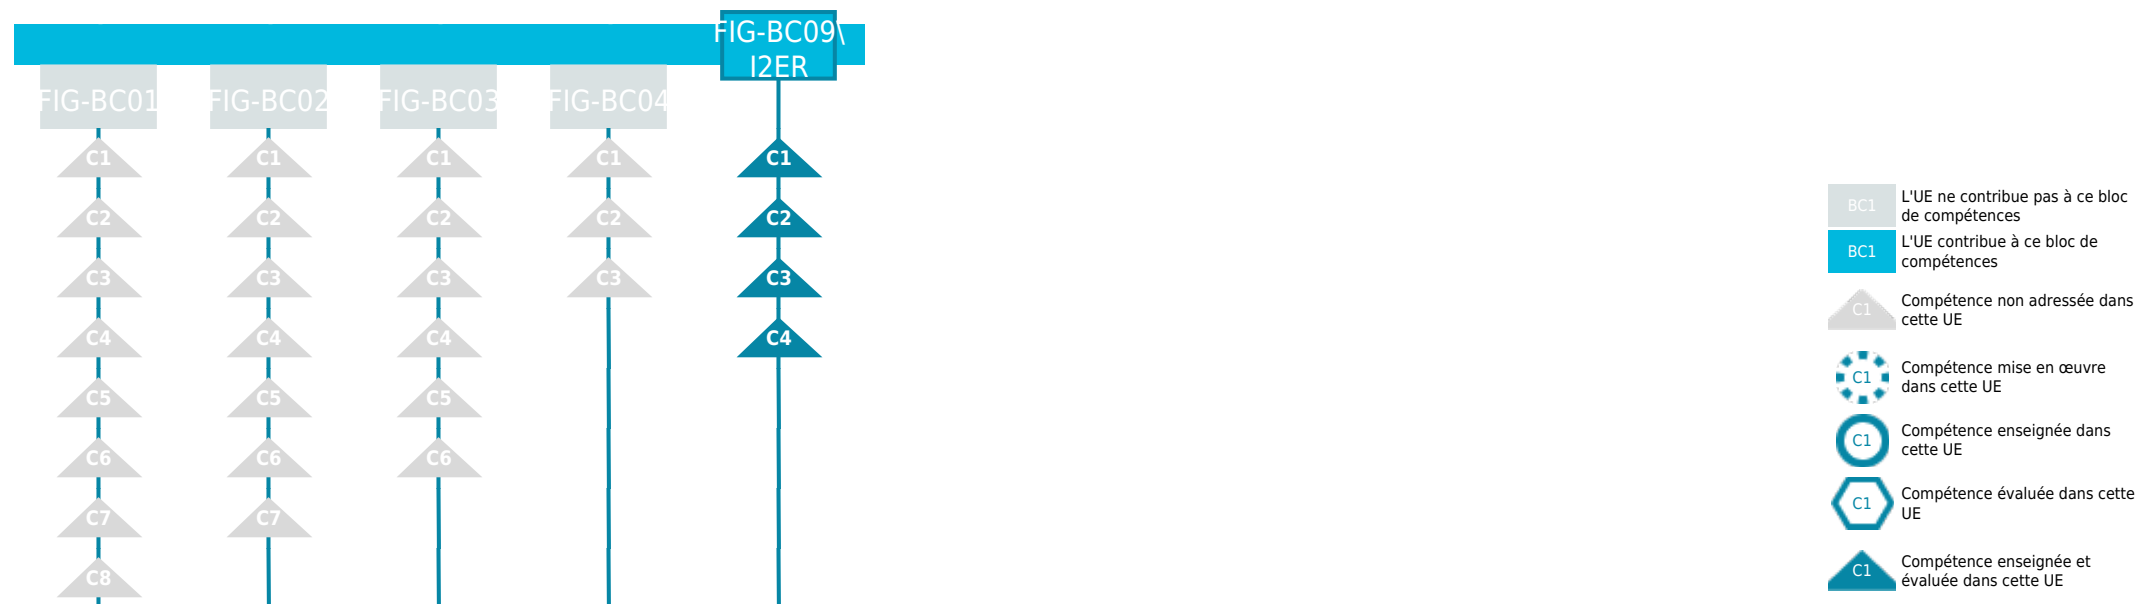 FIG-BC09\
I2ER
FIG-BC01 FIG-BC02 FIG-BC03 FIG-BC04
C1 C1 C1 C1 C1
C2 C2 C2 C2 C2
C3 C3 C3 C3 C3
C4 C4 C4 C4
C5 C5 C5
C6 C6 C6
C7 C7
C8
BC1 L'UE ne contribue pas à ce bloc
de compétences
BC1 L'UE contribue à ce bloc de
compétences
C1 Compétence non adressée dans
cette UE
C1 Compétence mise en œuvre
dans cette UE
C1 Compétence enseignée dans
cette UE
C1 Compétence évaluée dans cette
UE
C1 Compétence enseignée et
évaluée dans cette UE